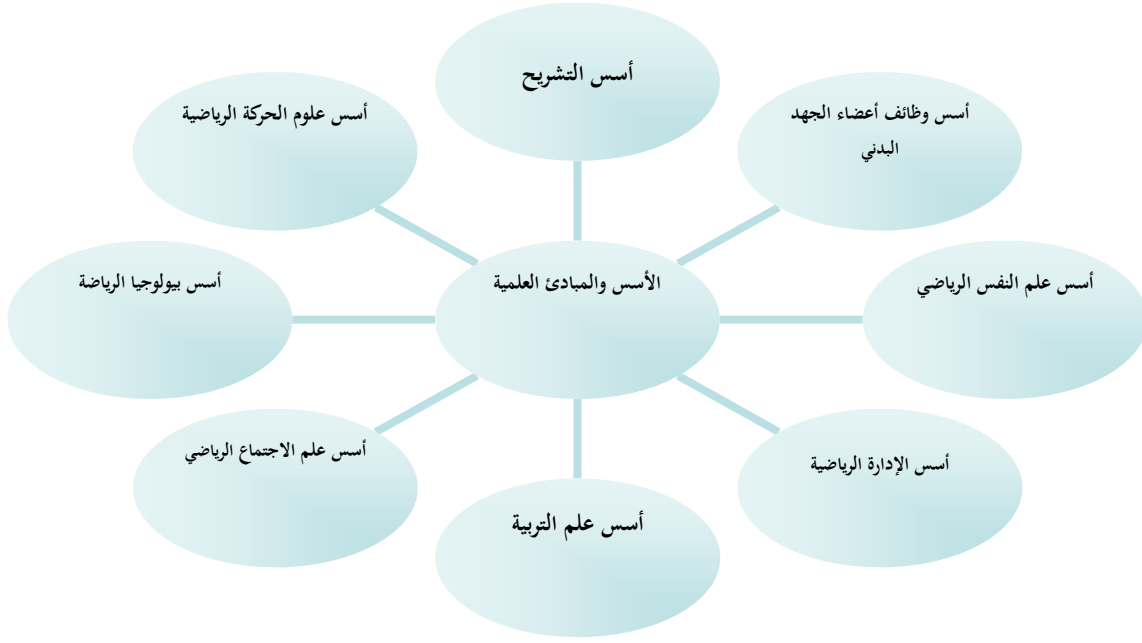 أسس التشريح
أسس وظائف أعضاء الجهد
البدني
أسس علوم الحركة الرياضية
أسس علم النفس الرياضي
الأسس والمبادئ العلمية
أسس بيولوجيا الرياضة
أسس الإدارة الرياضية
أسس علم الاجتماع الرياضي
أسس علم التربية